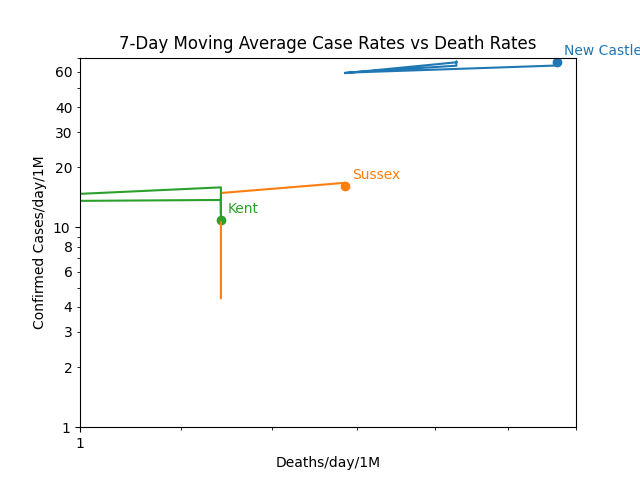 7-Day Moving Average Case Rates vs Death Rates
New Castle
60
40
30
Sussex
20
Kent
10
8
6
4
3
2
1
1
Confirmed Cases/day/1M
Deaths/day/1M